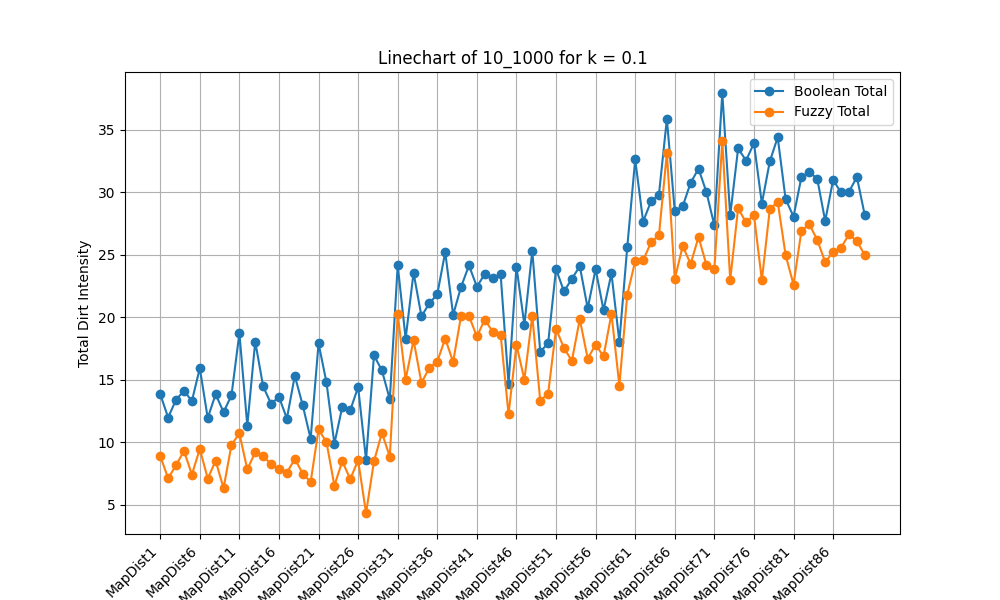 Linechart of 10_1000 for k = 0.1
Boolean Total
Fuzzy Total
Total Dirt Intensity
35
30
25
20
15
10
5
MapDist1
MapDist6
MapDist11
MapDist16
MapDist21
MapDist26
MapDist31
MapDist36
MapDist41
MapDist46
MapDist51
MapDist56
MapDist61
MapDist66
MapDist71
MapDist76
MapDist81
MapDist86